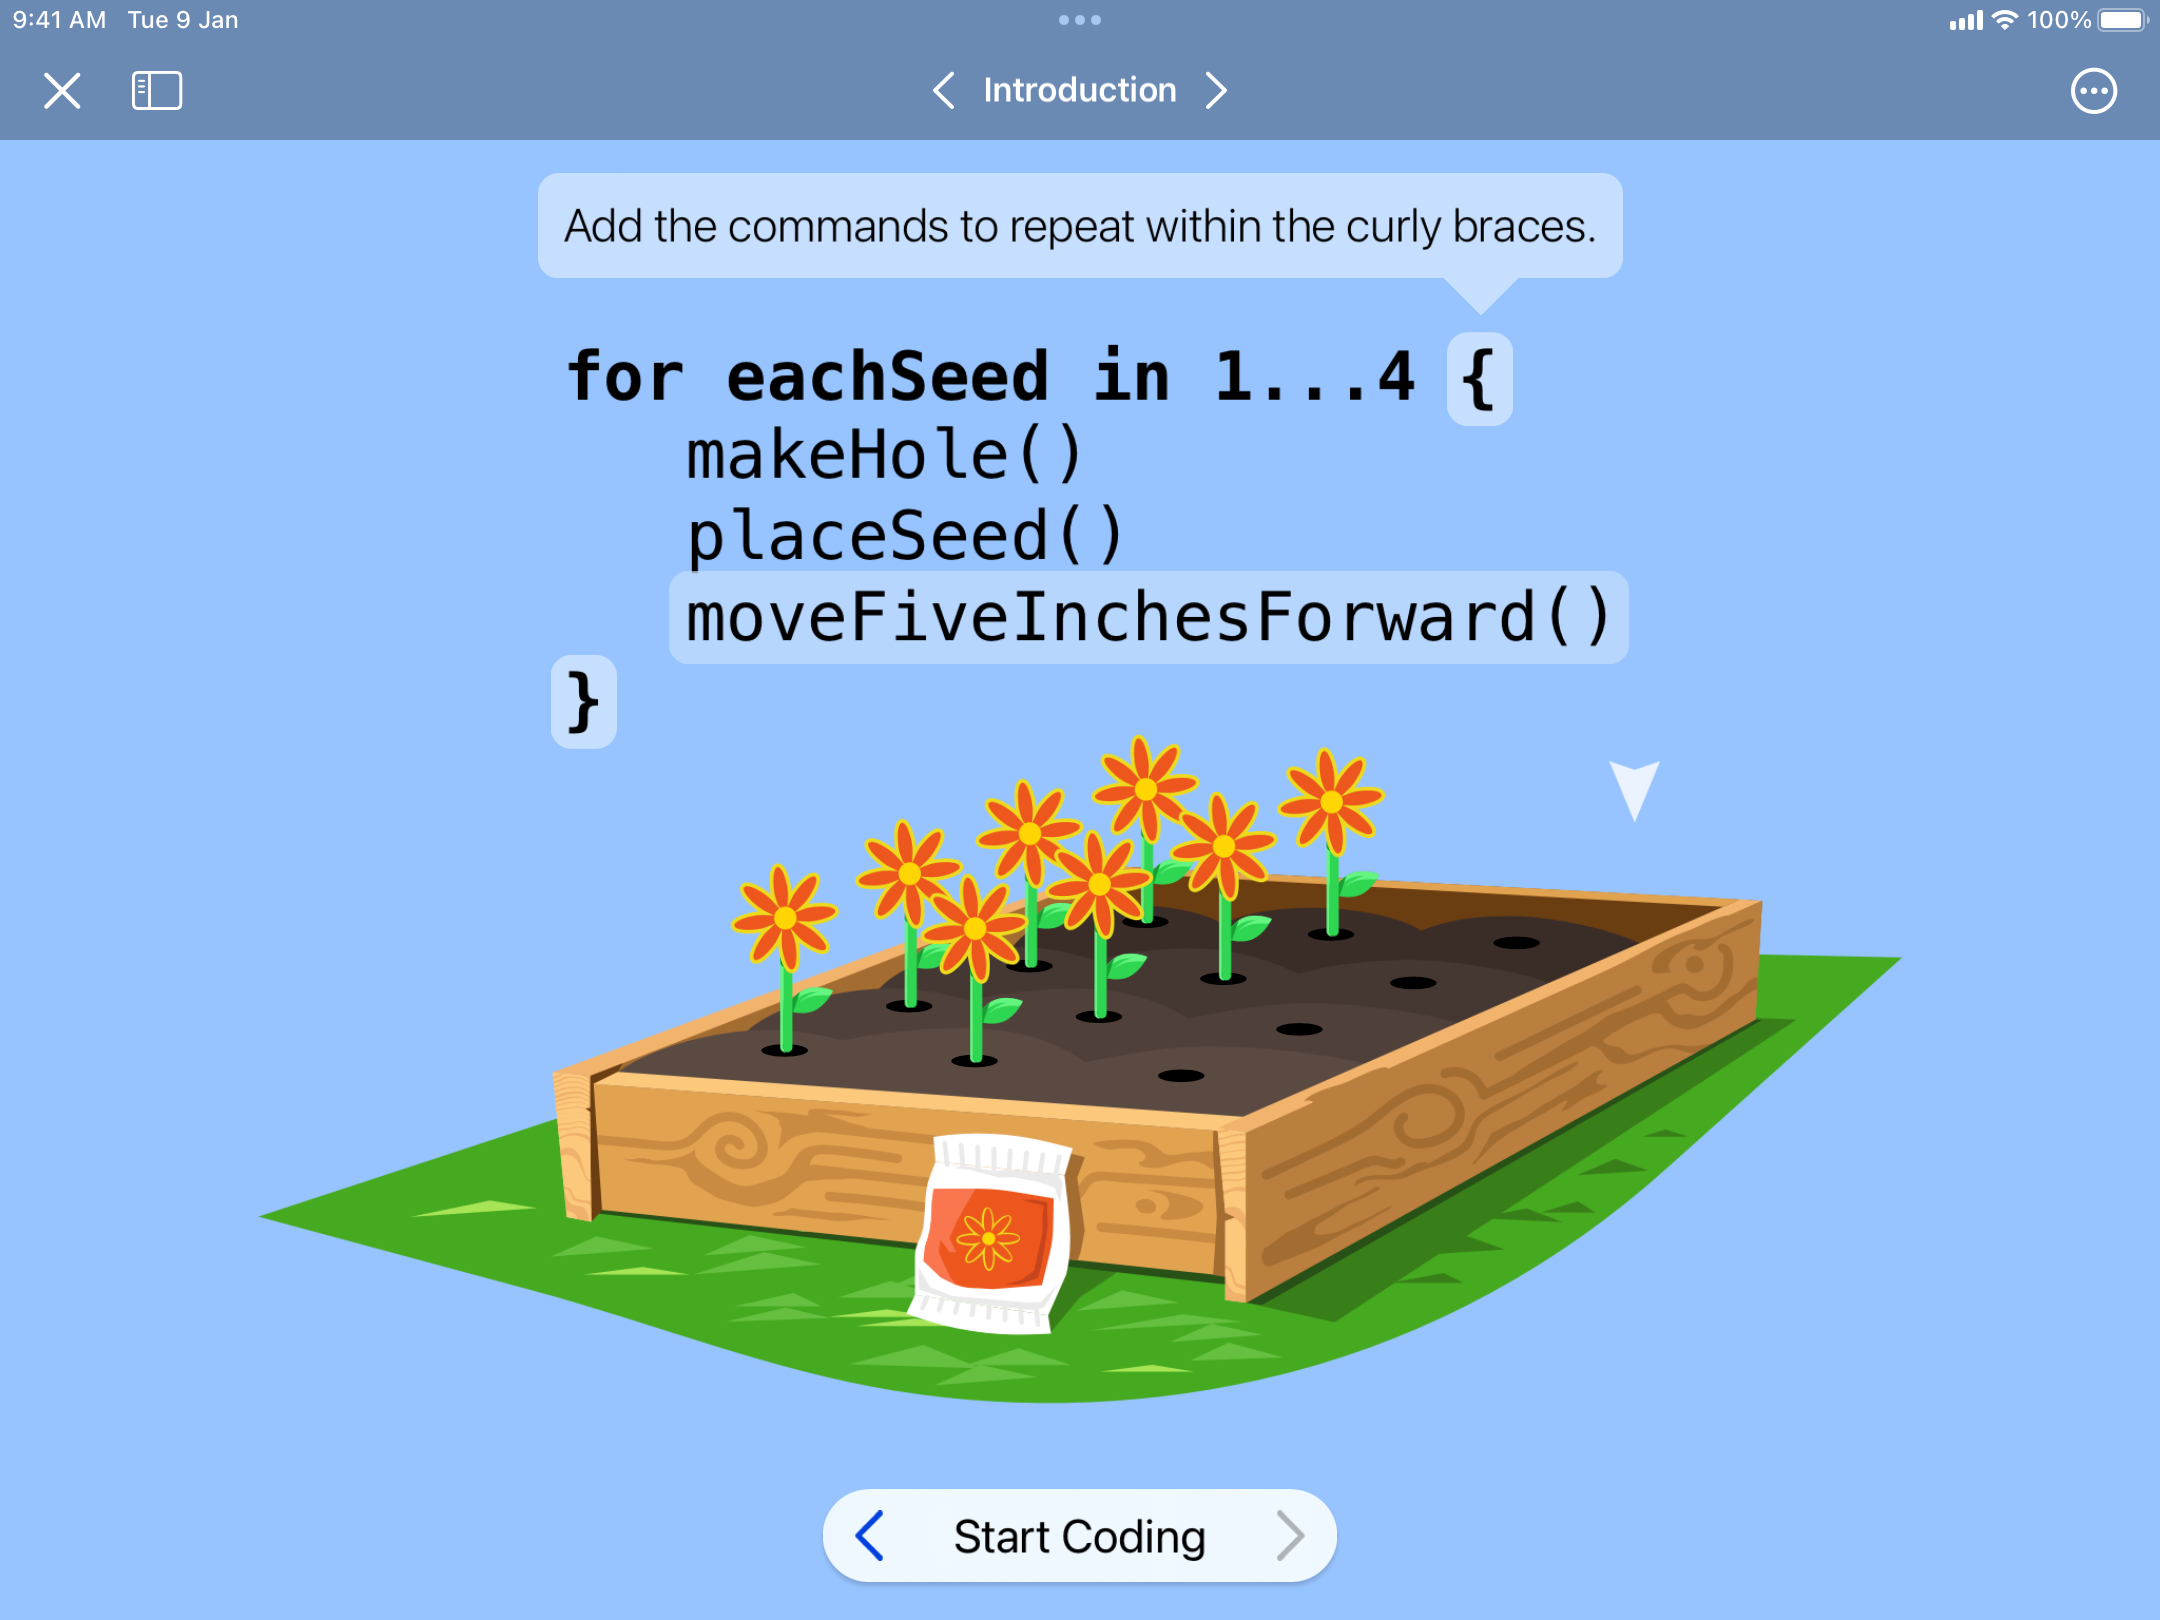 9:41 AM Tue 9 Jan
100%
Introduction
Add the commands to repeat within the curly braces.
for eachSeed in 1...4 {
makeHole()
placeSeed()
moveFiveInchesForward()
}
Start Coding